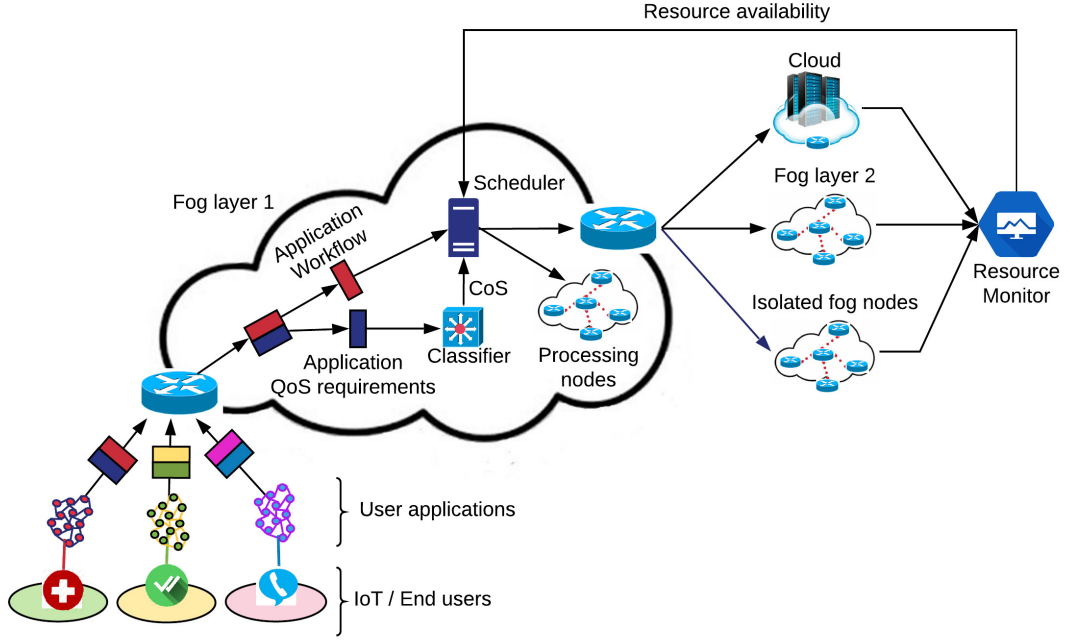 Resource availability
Cloud
Scheduler
Fog layer 2
Fog layer 1
Application
Workflow
Resource
Monitor
CoS
Isolated fog nodes
Classifier
Application
QoS requirements
Processing
nodes
User applications
IoT / End users